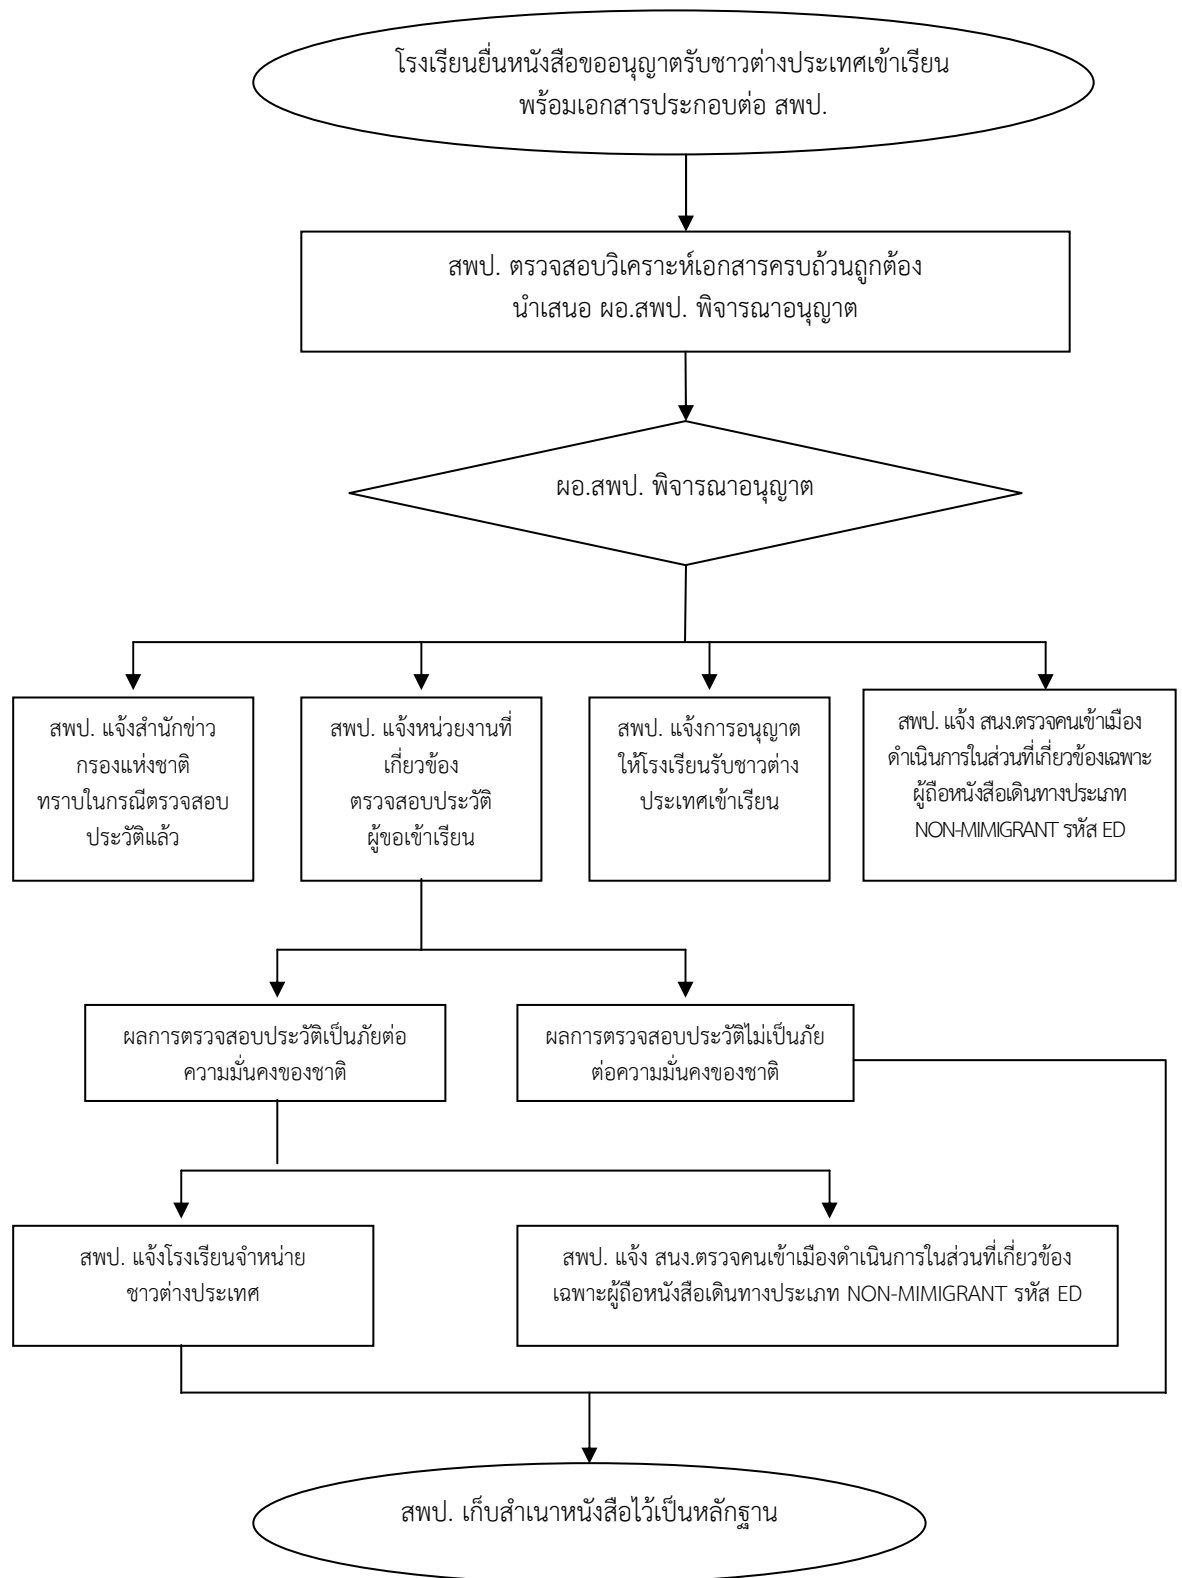 โรงเรียนยื่นหนังสือขออนุญาตรับชาวต่างประเทศเข้าเรียน
พร้อมเอกสารประกอบต่อ สพป.
สพป. ตรวจสอบวิเคราะห์เอกสารครบถ้วนถูกต้อง
นำเสนอ ผอ.สพป. พิจารณาอนุญาต
ผอ.สพป. พิจารณาอนุญาต
สพป. แจ้งสำนักข่าว
กรองแห่งชาติ
ทราบในกรณีตรวจสอบ
ประวัติแล้ว
สพป. แจ้งหน่วยงานที่
เกี่ยวข้อง
ตรวจสอบประวัติ
ผู้ขอเข้าเรียน
สพป. แจ้งการอนุญาต
ให้โรงเรียนรับชาวต่าง
ประเทศเข้าเรียน
สพป. แจ้ง สนง.ตรวจคนเข้าเมือง
ดำเนินการในส่วนที่เกี่ยวข้องเฉพาะ
ผู้ถือหนังสือเดินทางประเภท
NON-MIMIGRANT รหัส ED
ผลการตรวจสอบประวัติเป็นภัยต่อ
ความมั่นคงของชาติ
ผลการตรวจสอบประวัติไม่เป็นภัย
ต่อความมั่นคงของชาติ
สพป. แจ้งโรงเรียนจำหน่าย
ชาวต่างประเทศ
สพป. แจ้ง สนง.ตรวจคนเข้าเมืองดำเนินการในส่วนที่เกี่ยวข้อง
เฉพาะผู้ถือหนังสือเดินทางประเภท NON-MIMIGRANT รหัส ED
สพป. เก็บสำเนาหนังสือไว้เป็นหลักฐาน